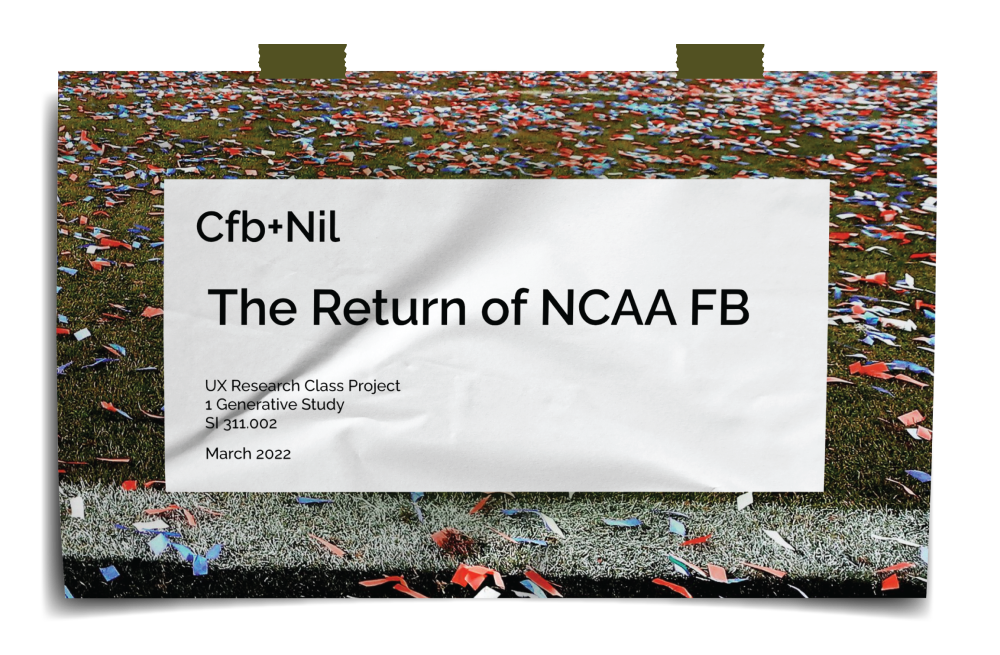 Cfb+Nil
The Return of NCAA FB
UX Research Class Project
1 Generative Study
SI 311.002
March 2022